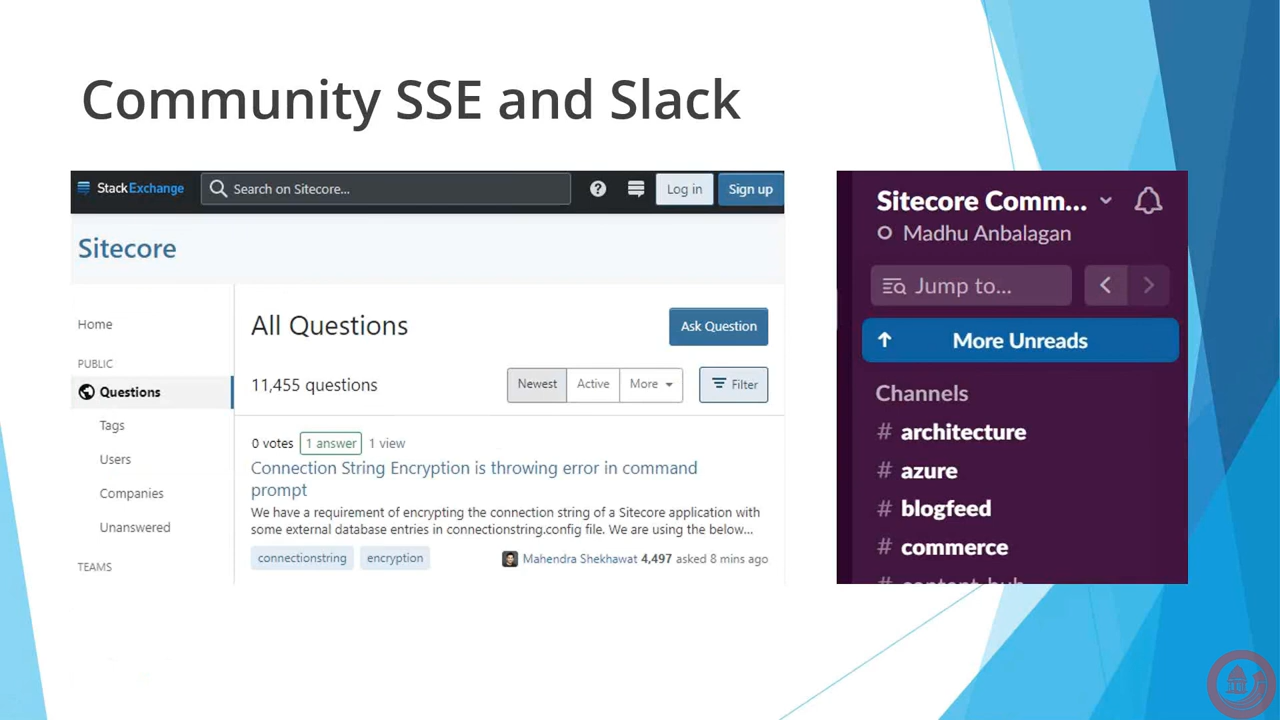 Community SSE and Slack
StackExchange
Search on Sitecore...
Log in
Sign up
Sitecore
Home
PUBLIC
Questions
Tags
Users
Companies
Unanswered
TEAMS
All Questions
Ask Question
11,455 questions
Newest
Active
More
Filter
0 votes 1 answer 1 view
Connection String Encryption is throwing error in command
prompt
We have a requirement of encrypting the connection string of a Sitecore application with
some external database entries in connectionstring.config file. We are using the below...
connectionstring
encryption
Mahendra Shekhawat 4,497 asked 8 mins ago
Sitecore Comm...
Madhu Anbalagan
Jump to...
More Unreads
Channels
# architecture
# azure
# blogfeed
# commerce
# content-hub